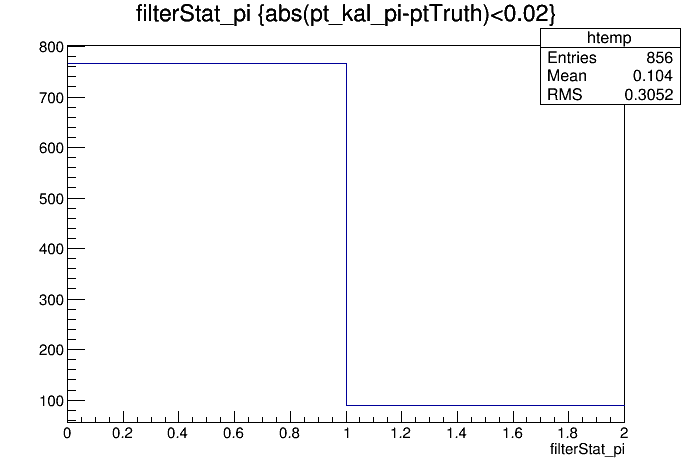 filterStat_pi {abs(pt_kal_pi-ptTruth)<0.02}
htemp
Entries 856
Mean 0.104
RMS 0.3052
800
700
600
500
400
300
200
100
0 0.2 0.4 0.6 0.8 1 1.2 1.4 1.6 1.8 2
filterStat_pi